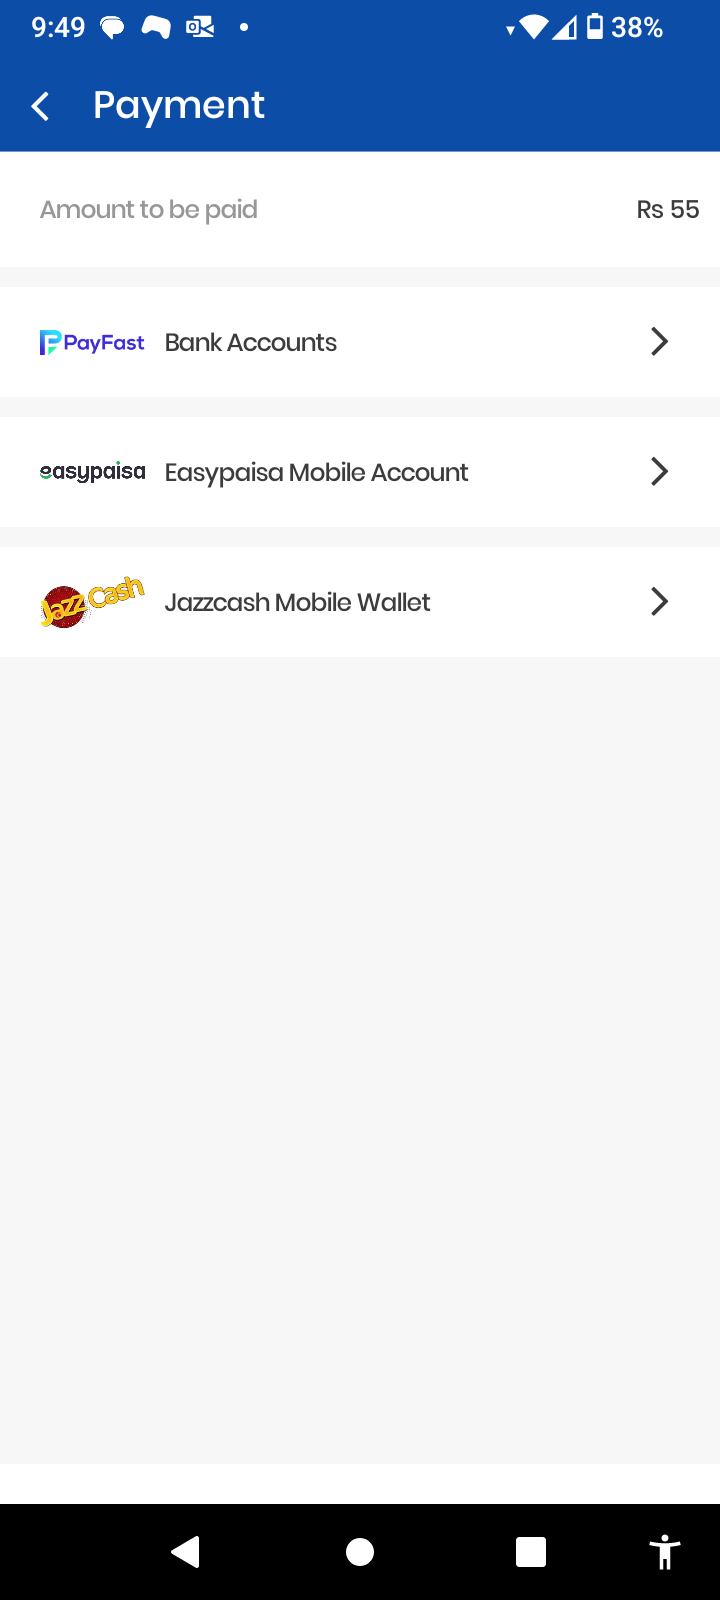 9:49
38%
Payment
Amount to be paid
Rs 55
PayFast Bank Accounts
easypaisa Easypaisa Mobile Account
Jazz Cash Jazzcash Mobile Wallet